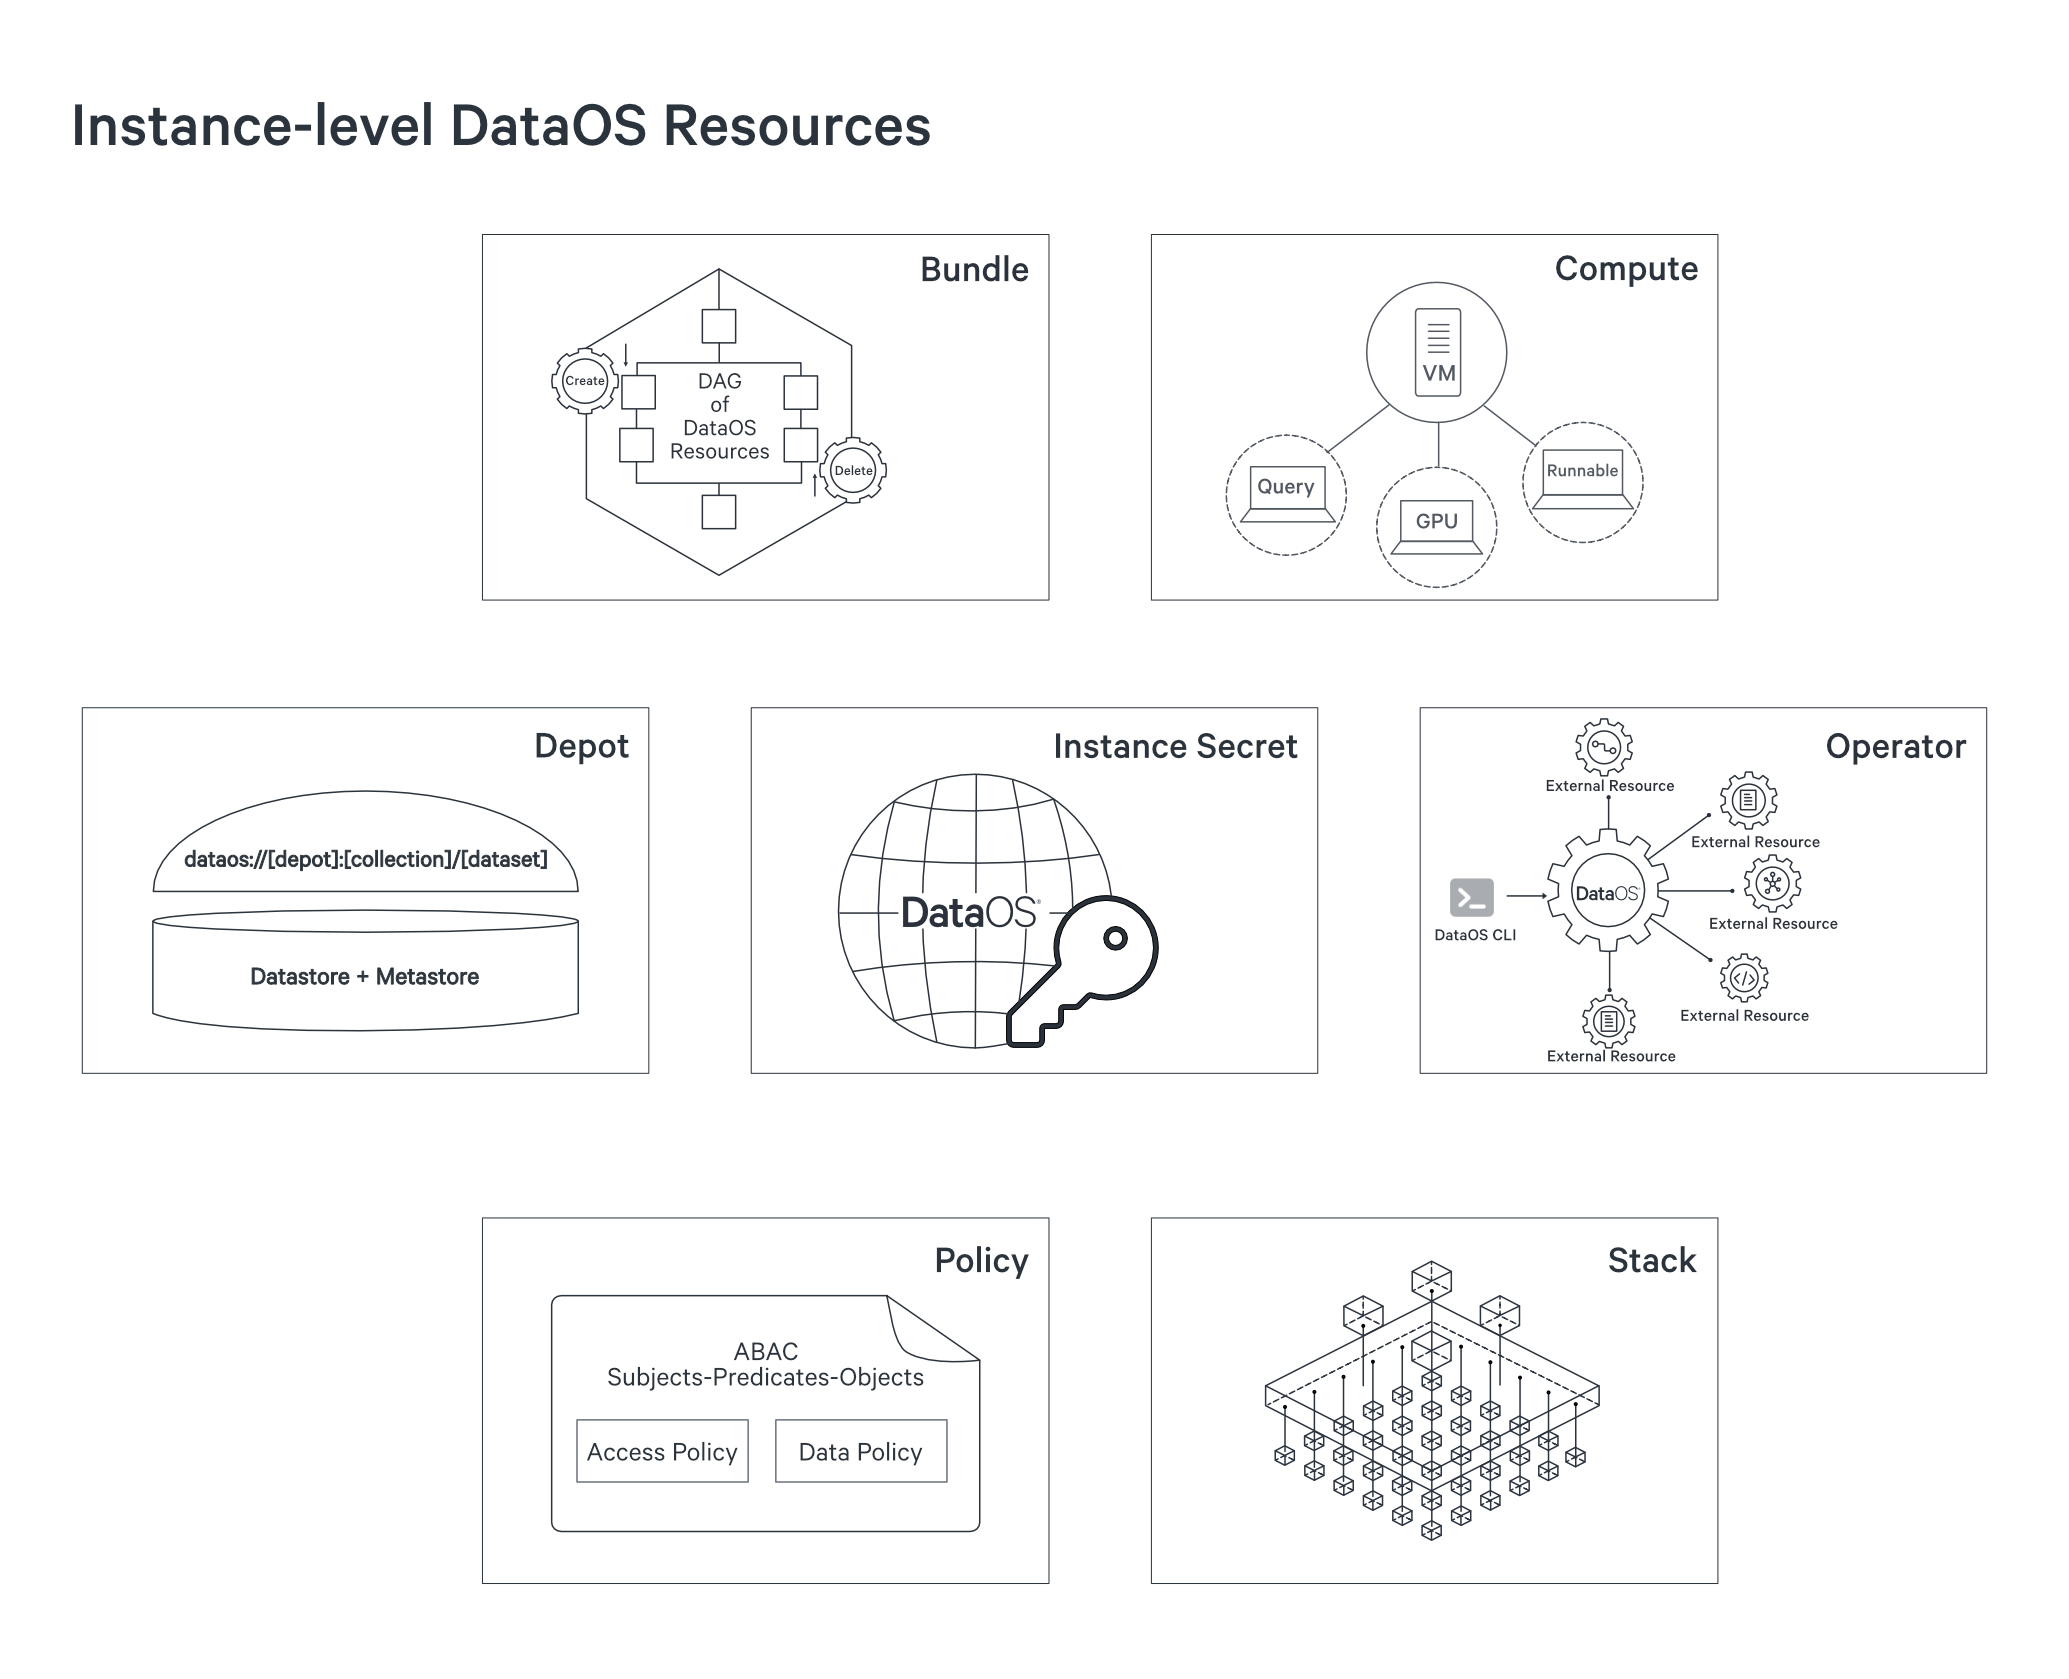 Instance-level DataOS Resources
Bundle
Create
DAG
of
DataOS
Resources
Delete
Compute
VM
Query
GPU
Runnable
Depot
dataos://[depot]:[collection]/[dataset]
Datastore + Metastore
Instance Secret
DataOS
Operator
External Resource
External Resource
External Resource
External Resource
External Resource
DataOS
DataOS CLI
Policy
ABAC
Subjects-Predicates-Objects
Access Policy
Data Policy
Stack